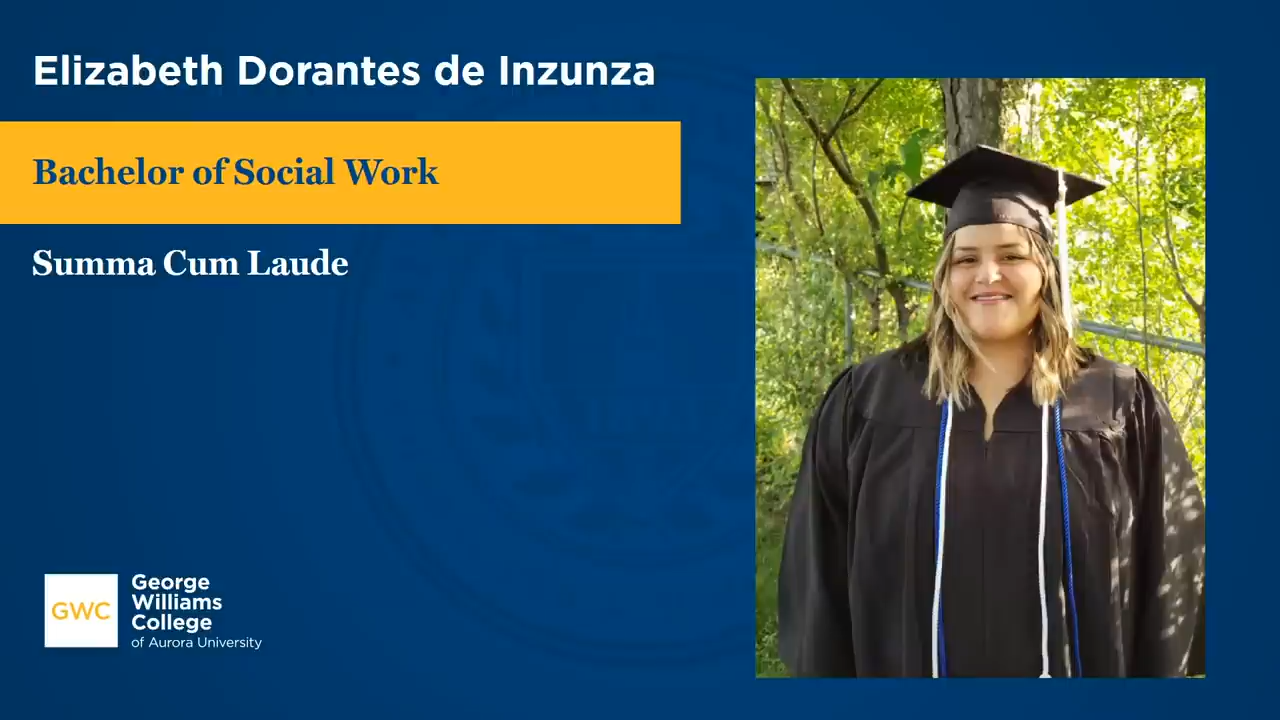 Elizabeth Dorantes de Inzunza
Bachelor of Social Work
Summa Cum Laude
GWC
George
Williams
College
of Aurora University